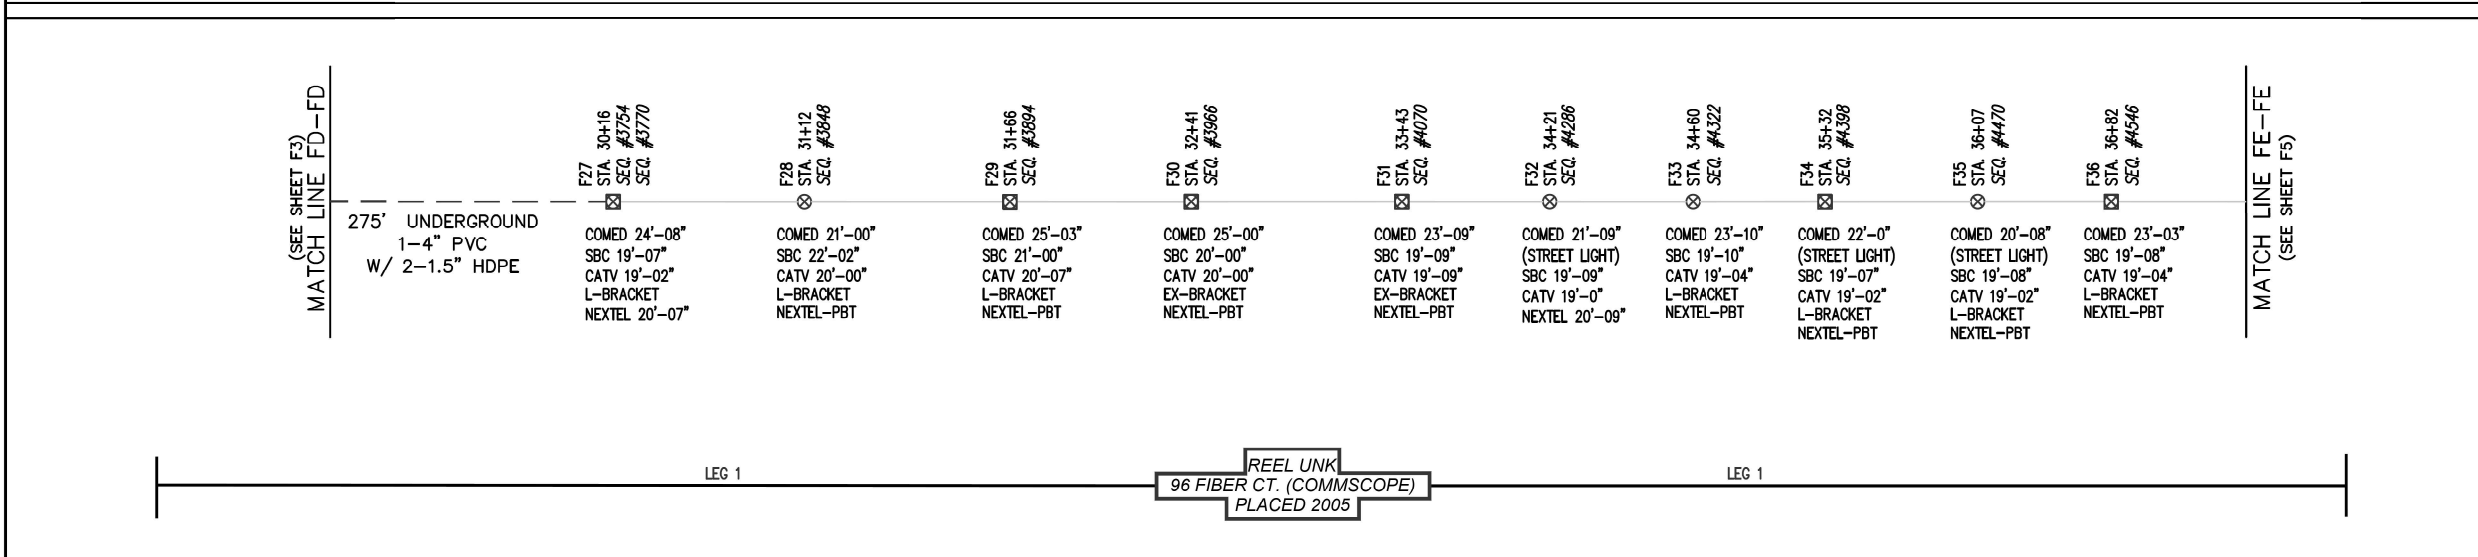 (SEE SHEET F3)
MATCH LINE FD-FD
275' UNDERGROUND
1-4" PVC
W/ 2-1.5" HDPE
F27
STA. 30+16
SEQ. #3754
SEQ. #3770
COMED 24'-08"
SBC 19'-07"
CATV 19'-02"
L-BRACKET
NEXTEL 20'-07"
F28
STA. 31+12
SEQ. #3848
COMED 21'-00"
SBC 22'-02"
CATV 20'-00"
L-BRACKET
NEXTEL-PBT
F29
STA. 31+66
SEQ. #3894
COMED 25'-03"
SBC 21'-00"
CATV 20'-07"
L-BRACKET
NEXTEL-PBT
F30
STA. 32+41
SEQ. #3966
COMED 25'-00"
SBC 20'-00"
CATV 20'-00"
EX-BRACKET
NEXTEL-PBT
F31
STA. 33+43
SEQ. #4070
COMED 23'-09"
SBC 19'-09"
CATV 19'-09"
EX-BRACKET
NEXTEL-PBT
F32
STA. 34+21
SEQ. #4286
COMED 21'-09"
(STREET LIGHT)
SBC 19'-09"
CATV 19'-0"
NEXTEL 20'-09"
F33
STA. 34+60
SEQ. #4322
COMED 23'-10"
SBC 19'-10"
CATV 19'-04"
L-BRACKET
NEXTEL-PBT
F34
STA. 35+32
SEQ. #4398
COMED 22'-0"
(STREET LIGHT)
SBC 19'-07"
CATV 19'-02"
L-BRACKET
NEXTEL-PBT
F35
STA. 36+07
SEQ. #4470
COMED 20'-08"
(STREET LIGHT)
SBC 19'-08"
CATV 19'-02"
L-BRACKET
NEXTEL-PBT
F36
STA. 36+82
SEQ. #4546
COMED 23'-03"
SBC 19'-08"
CATV 19'-04"
L-BRACKET
NEXTEL-PBT
MATCH LINE FE-FE
(SEE SHEET F5)
LEG 1
REEL UNK
96 FIBER CT. (COMMSCOPE)
PLACED 2005
LEG 1